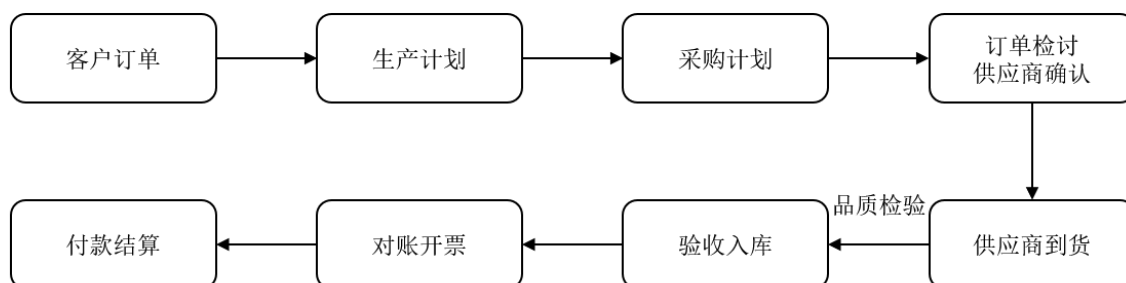 客户订单
生产计划
采购计划
订单检讨
供应商确认
品质检验
供应商到货
验收入库
对账开票
付款结算